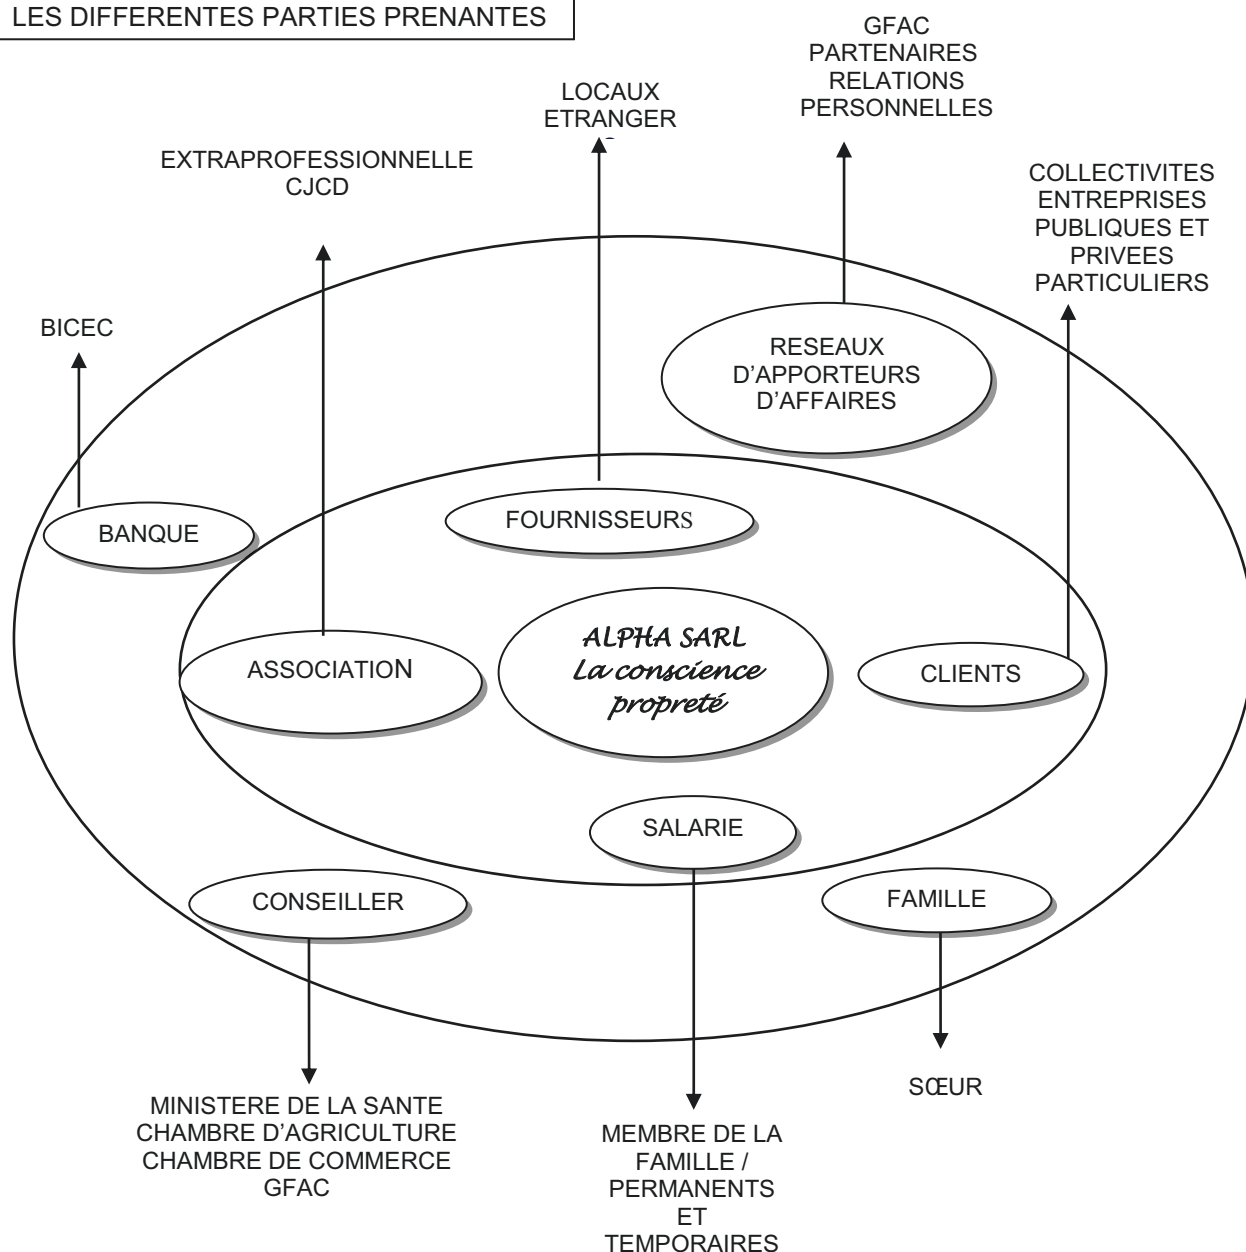 LES DIFFERENTES PARTIES PRENANTES
GFAC
PARTENAIRES
RELATIONS
PERSONNELLES
LOCAUX
ETRANGER
EXTRAPROFESSIONNELLE
CJCD
COLLECTIVITES
ENTREPRISES
PUBLIQUES ET
PRIVEES
PARTICULIERS
BICEC
RESEAUX
D'APPORTEURS
D'AFFAIRES
BANQUE
FOURNISSEURS
ASSOCIATION
ALPHA SARL
La conscience
propreté
CLIENTS
SALARIE
CONSEILLER
FAMILLE
SŒUR
MINISTERE DE LA SANTE
CHAMBRE D'AGRICULTURE
CHAMBRE DE COMMERCE
GFAC
MEMBRE DE LA
FAMILLE /
PERMANENTS
ET
TEMPORAIRES